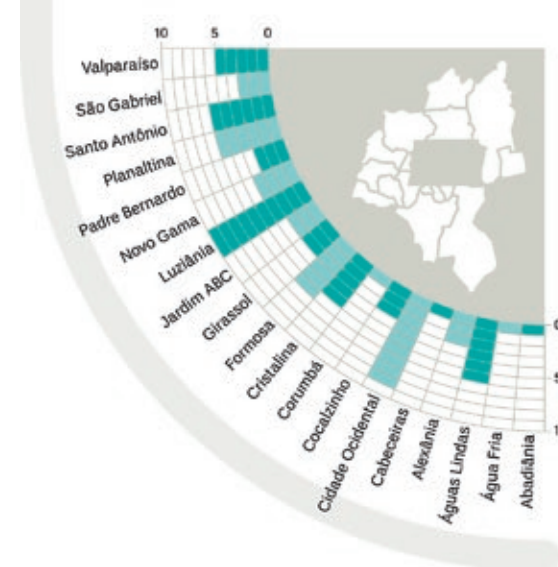 10 5 0
Valparaíso
São Gabriel
Santo Antônio
Planaltina
Padre Bernardo
Novo Gama
Luziânia
Jardim ABC
Girassol
Formosa
Cristalina
Corumbá
Cocalzinho
Cidade Ocidental
Cabeceiras
Alexânia
Águas Lindas
Água Fria
Abadiânia